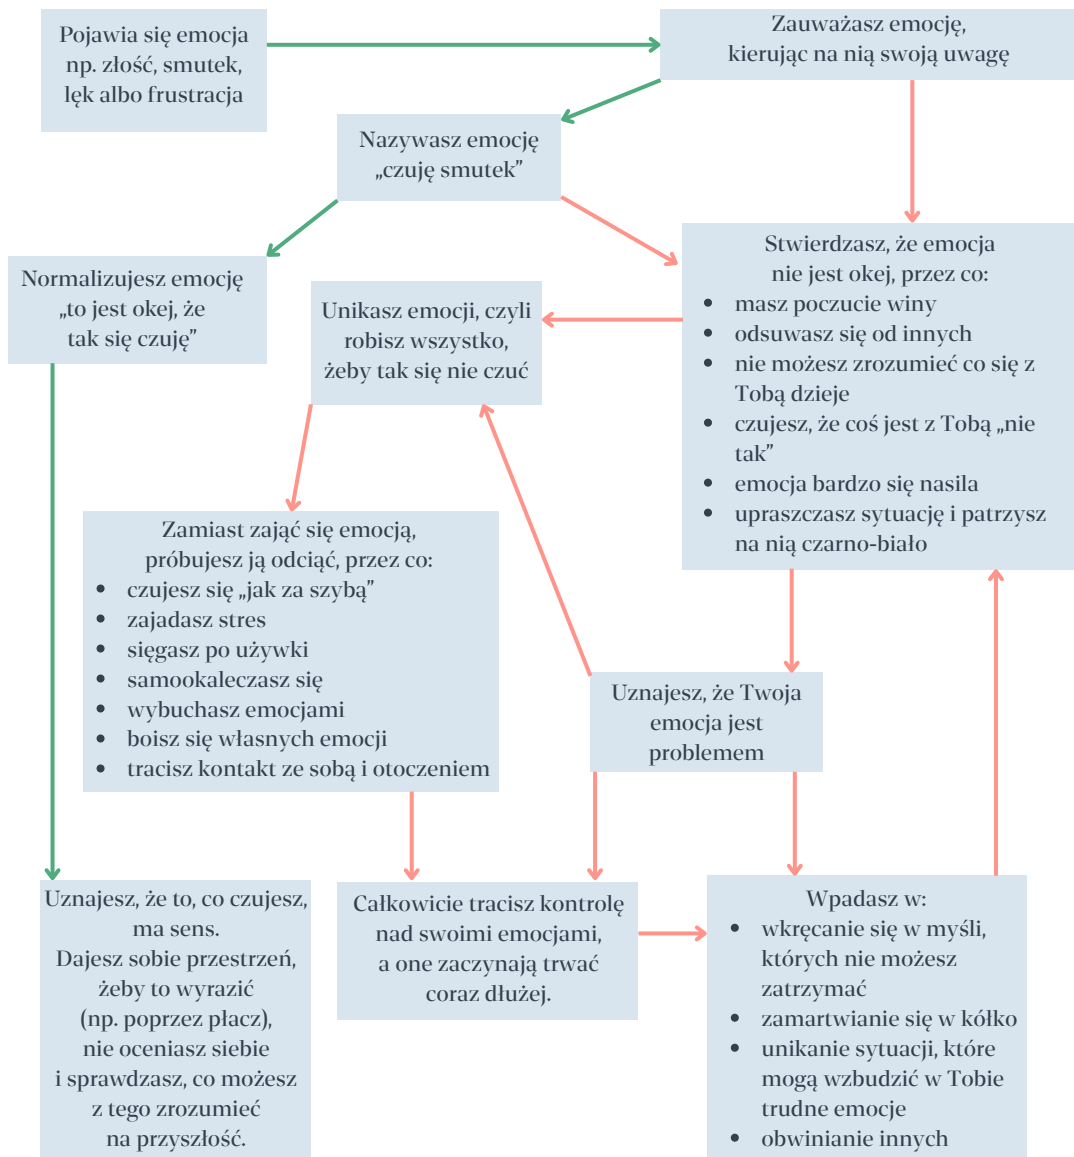 Pojawia się emocja
np. złość, smutek,
lęk albo frustracja
Zauważasz emocję,
kierując na nią swoją uwagę
Nazywasz emocję
„czuję smutek”
Normalizujesz emocję
„to jest okej, że
tak się czuję”
Unikasz emocji, czyli
robisz wszystko,
żeby tak się nie czuć
Stwierdzasz, że emocja
nie jest okej, przez co:
• masz poczucie winy
• odsuwasz się od innych
• nie możesz zrozumieć co się z
Tobą dzieje
• czujesz, że coś jest z Tobą „nie
tak”
• emocja bardzo się nasila
• upraszczasz sytuację i patrzysz
na nią czarno-biało
Zamiast zająć się emocją,
próbujesz ją odciąć, przez co:
• czujesz się „jak za szybą”
• zajadasz stres
• sięgasz po używki
• samookaleczasz się
• wybuchasz emocjami
• boisz się własnych emocji
• tracisz kontakt ze sobą i otoczeniem
Uznajesz, że Twoja
emocja jest
problemem
Uznajesz, że to, co czujesz,
ma sens.
Dajesz sobie przestrzeń,
żeby to wyrazić
(np. poprzez płacz),
nie oceniasz siebie
i sprawdzasz, co możesz
z tego zrozumieć
na przyszłość.
Całkowicie tracisz kontrolę
nad swoimi emocjami,
a one zaczynają trwać
coraz dłużej.
Wpadasz w:
• wkręcanie się w myśli,
których nie możesz
zatrzymać
• zamartwianie się w kółko
• unikanie sytuacji, które
mogą wzbudzić w Tobie
trudne emocje
• obwinianie innych